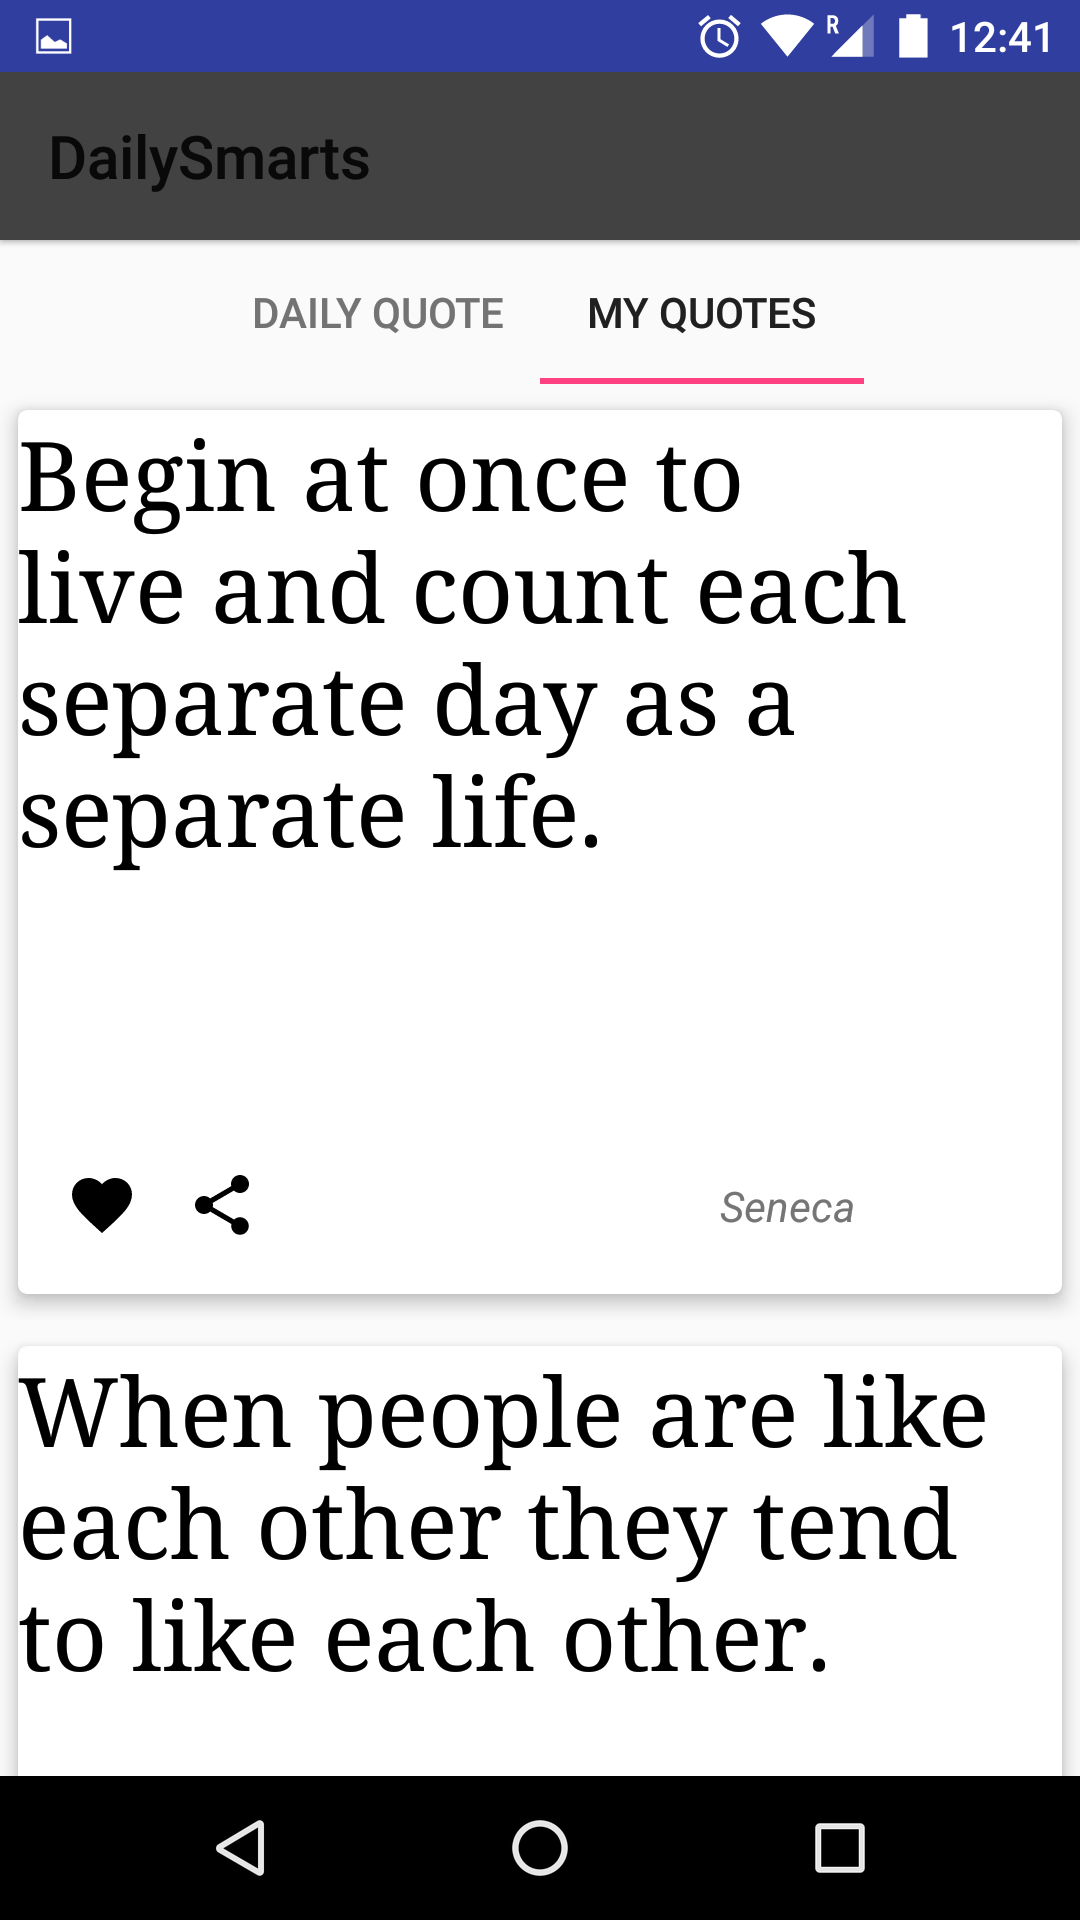 R 12:41
DailySmarts
DAILY QUOTE MY QUOTES
Begin at once to
live and count each
separate day as a
separate life.
Seneca
When people are like
each other they tend
to like each other.